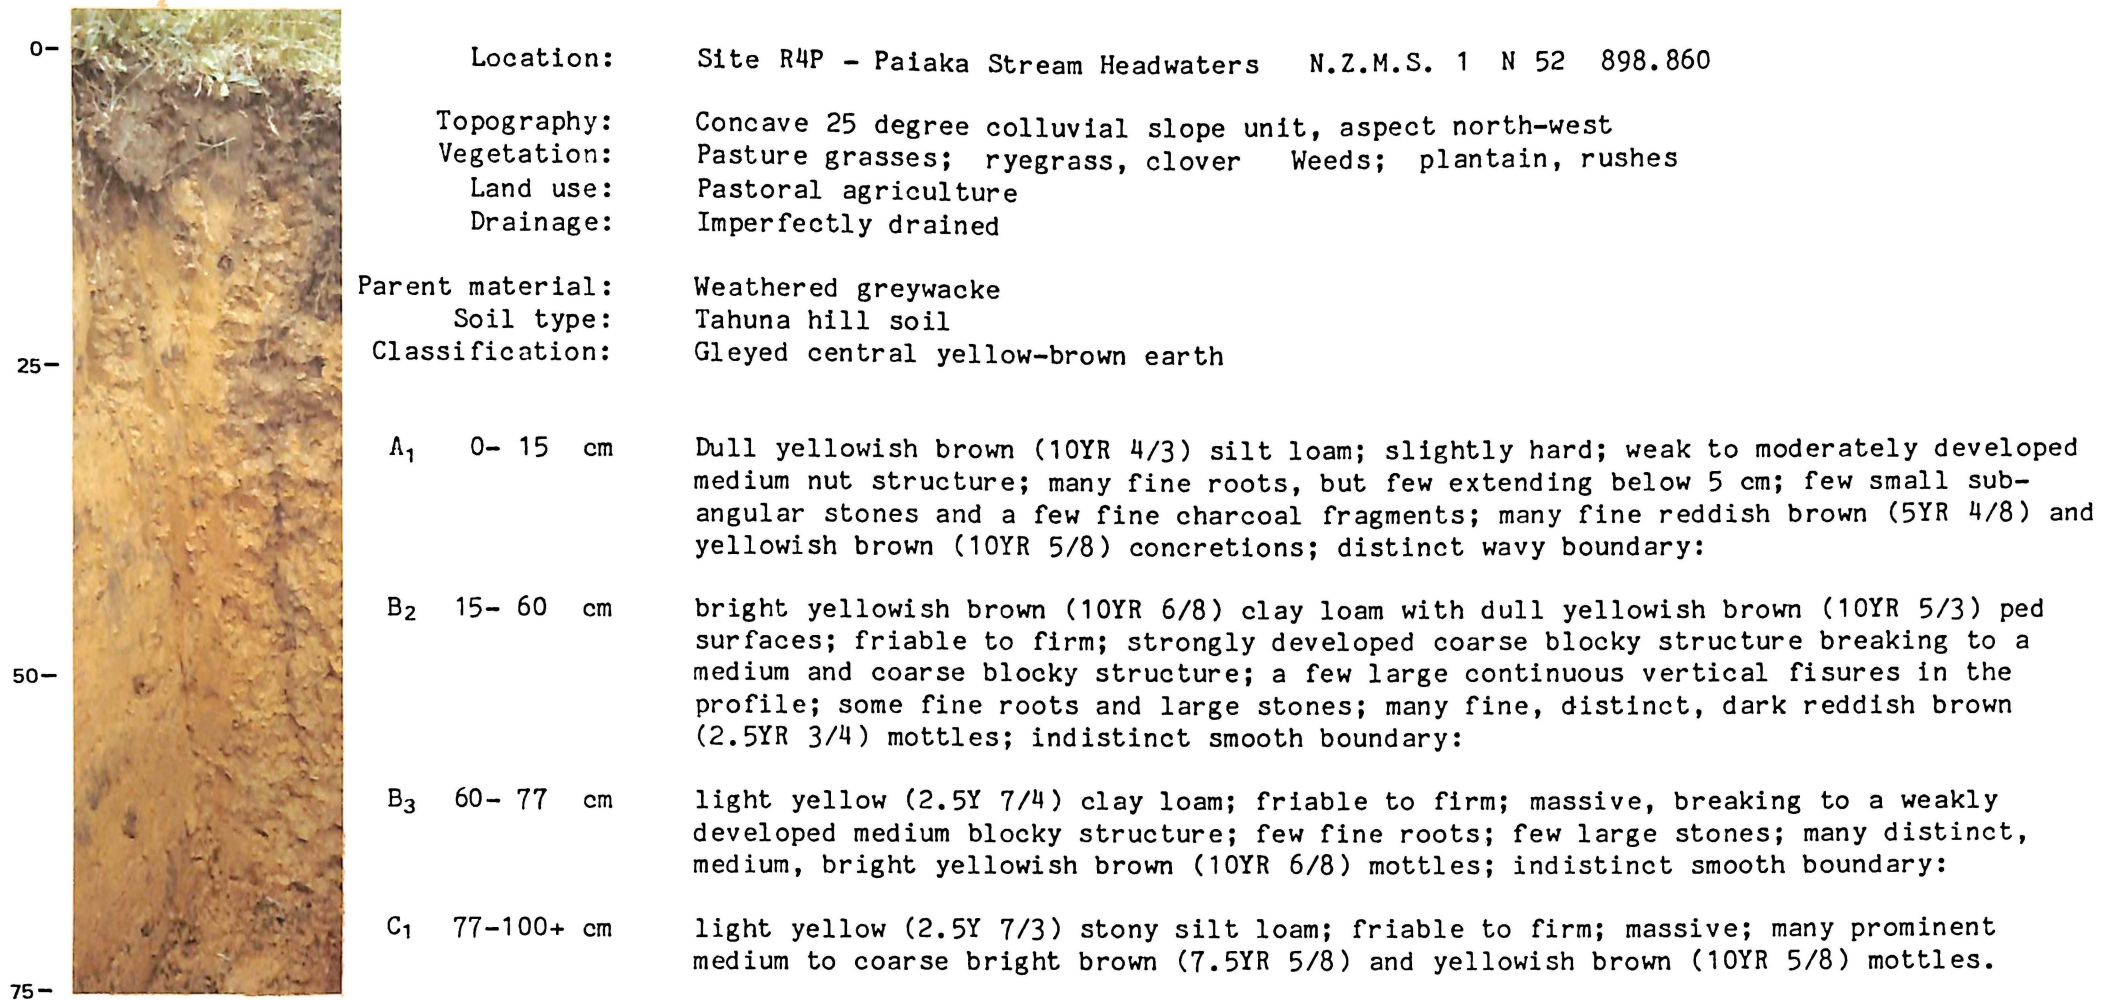 0-
25-
50-
75-
Location: Site R4P - Paiaka Stream Headwaters N.Z.M.S. 1 N 52 898.860
Topography: Concave 25 degree colluvial slope unit, aspect north-west
Vegetation: Pasture grasses; ryegrass, clover Weeds; plantain, rushes
Land use: Pastoral agriculture
Drainage: Imperfectly drained
Parent material: Weathered greywacke
Soil type: Tahuna hill soil
Classification: Gleyed central yellow-brown earth
A₁ 0- 15 cm Dull yellowish brown (10YR 4/3) silt loam; slightly hard; weak to moderately developed
medium nut structure; many fine roots, but few extending below 5 cm; few small sub-
angular stones and a few fine charcoal fragments; many fine reddish brown (5YR 4/8) and
yellowish brown (10YR 5/8) concretions; distinct wavy boundary:
B₂ 15- 60 cm bright yellowish brown (10YR 6/8) clay loam with dull yellowish brown (10YR 5/3) ped
surfaces; friable to firm; strongly developed coarse blocky structure breaking to a
medium and coarse blocky structure; a few large continuous vertical fisures in the
profile; some fine roots and large stones; many fine, distinct, dark reddish brown
(2.5YR 3/4) mottles; indistinct smooth boundary:
B₃ 60- 77 cm light yellow (2.5Y 7/4) clay loam; friable to firm; massive, breaking to a weakly
developed medium blocky structure; few fine roots; few large stones; many distinct,
medium, bright yellowish brown (10YR 6/8) mottles; indistinct smooth boundary:
C₁ 77-100+ cm light yellow (2.5Y 7/3) stony silt loam; friable to firm; massive; many prominent
medium to coarse bright brown (7.5YR 5/8) and yellowish brown (10YR 5/8) mottles.